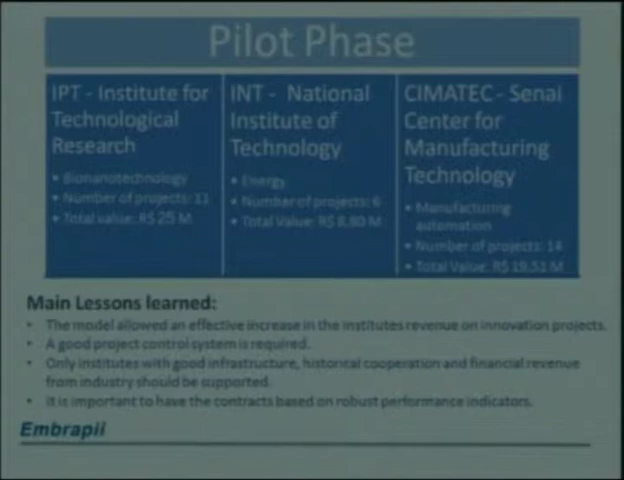 Pilot Phase
IPT - Institute for
Technological
Research
• Bionanotechnology
• Number of projects: 11
• Total value: R$ 25 M
INT - National
Institute of
Technology
• Energy
• Number of projects: 6
• Total Value: R$ 8,80 M
CIMATEC - Senai
Center for
Manufacturing
Technology
• Manufacturing
automation
• Number of projects: 14
• Total Value: R$ 19,51 M
Main Lessons learned:
• The model allowed an effective increase in the institutes revenue on innovation projects.
• A good project control system is required.
• Only institutes with good infrastructure, historical cooperation and financial revenue
from industry should be supported.
• It is important to have the contracts based on robust performance indicators.
Embrapii